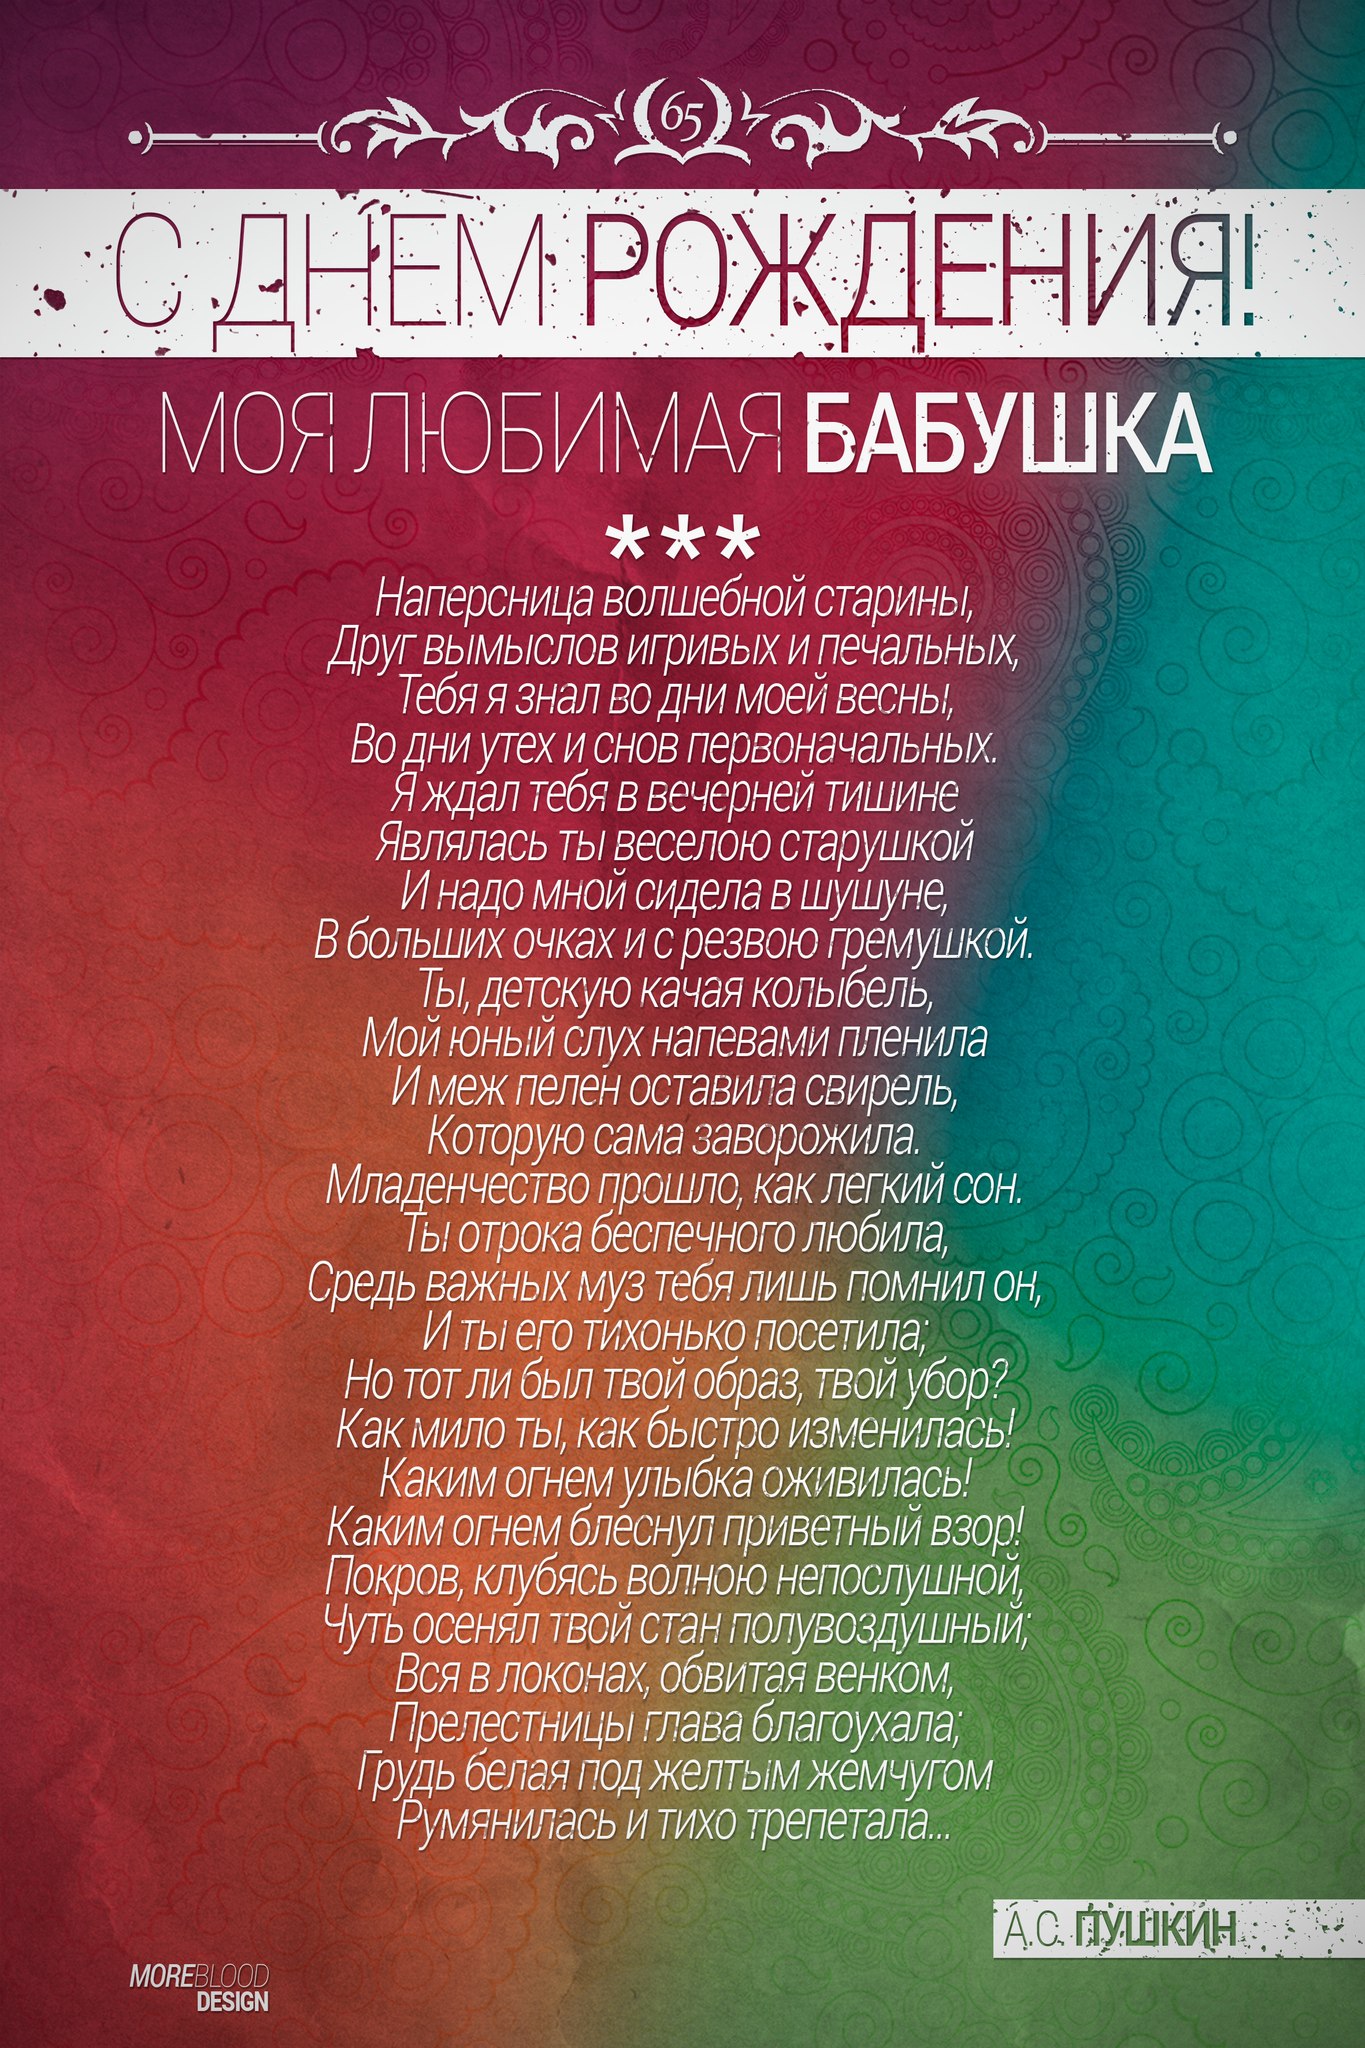 65
С ДНЕМ РОЖДЕНИЯ!
МОЯ ЛЮБИМАЯ БАБУШКА
***
Наперсница волшебной старины,
Друг вымыслов игривых и печальных,
Тебя я знал во дни моей весны,
Во дни утех и снов первоначальных.
Я ждал тебя в вечерней тишине
Являлась ты веселою старушкой
И надо мной сидела в шушуне,
В больших очках и с резвою гремушкой.
Ты, детскую качая колыбель,
Мой юный слух напевами пленила
И меж пелен оставила свирель,
Которую сама заворожила.
Младенчество прошло, как легкий сон.
Ты отрока беспечного любила,
Средь важных муз тебя лишь помнил он,
И ты его тихонько посетила;
Но тот ли был твой образ, твой убор?
Как мило ты, как быстро изменилась!
Каким огнем улыбка оживилась!
Каким огнем блеснул приветный взор!
Покров, клубясь волною непослушной,
Чуть осенял твой стан полувоздушный;
Вся в локонах, обвитая венком,
Прелестницы глава благоухала;
Грудь белая под желтым жемчугом
Румянилась и тихо трепетала...
А.С. ПУШКИН
MOREBLOOD
DESIGN